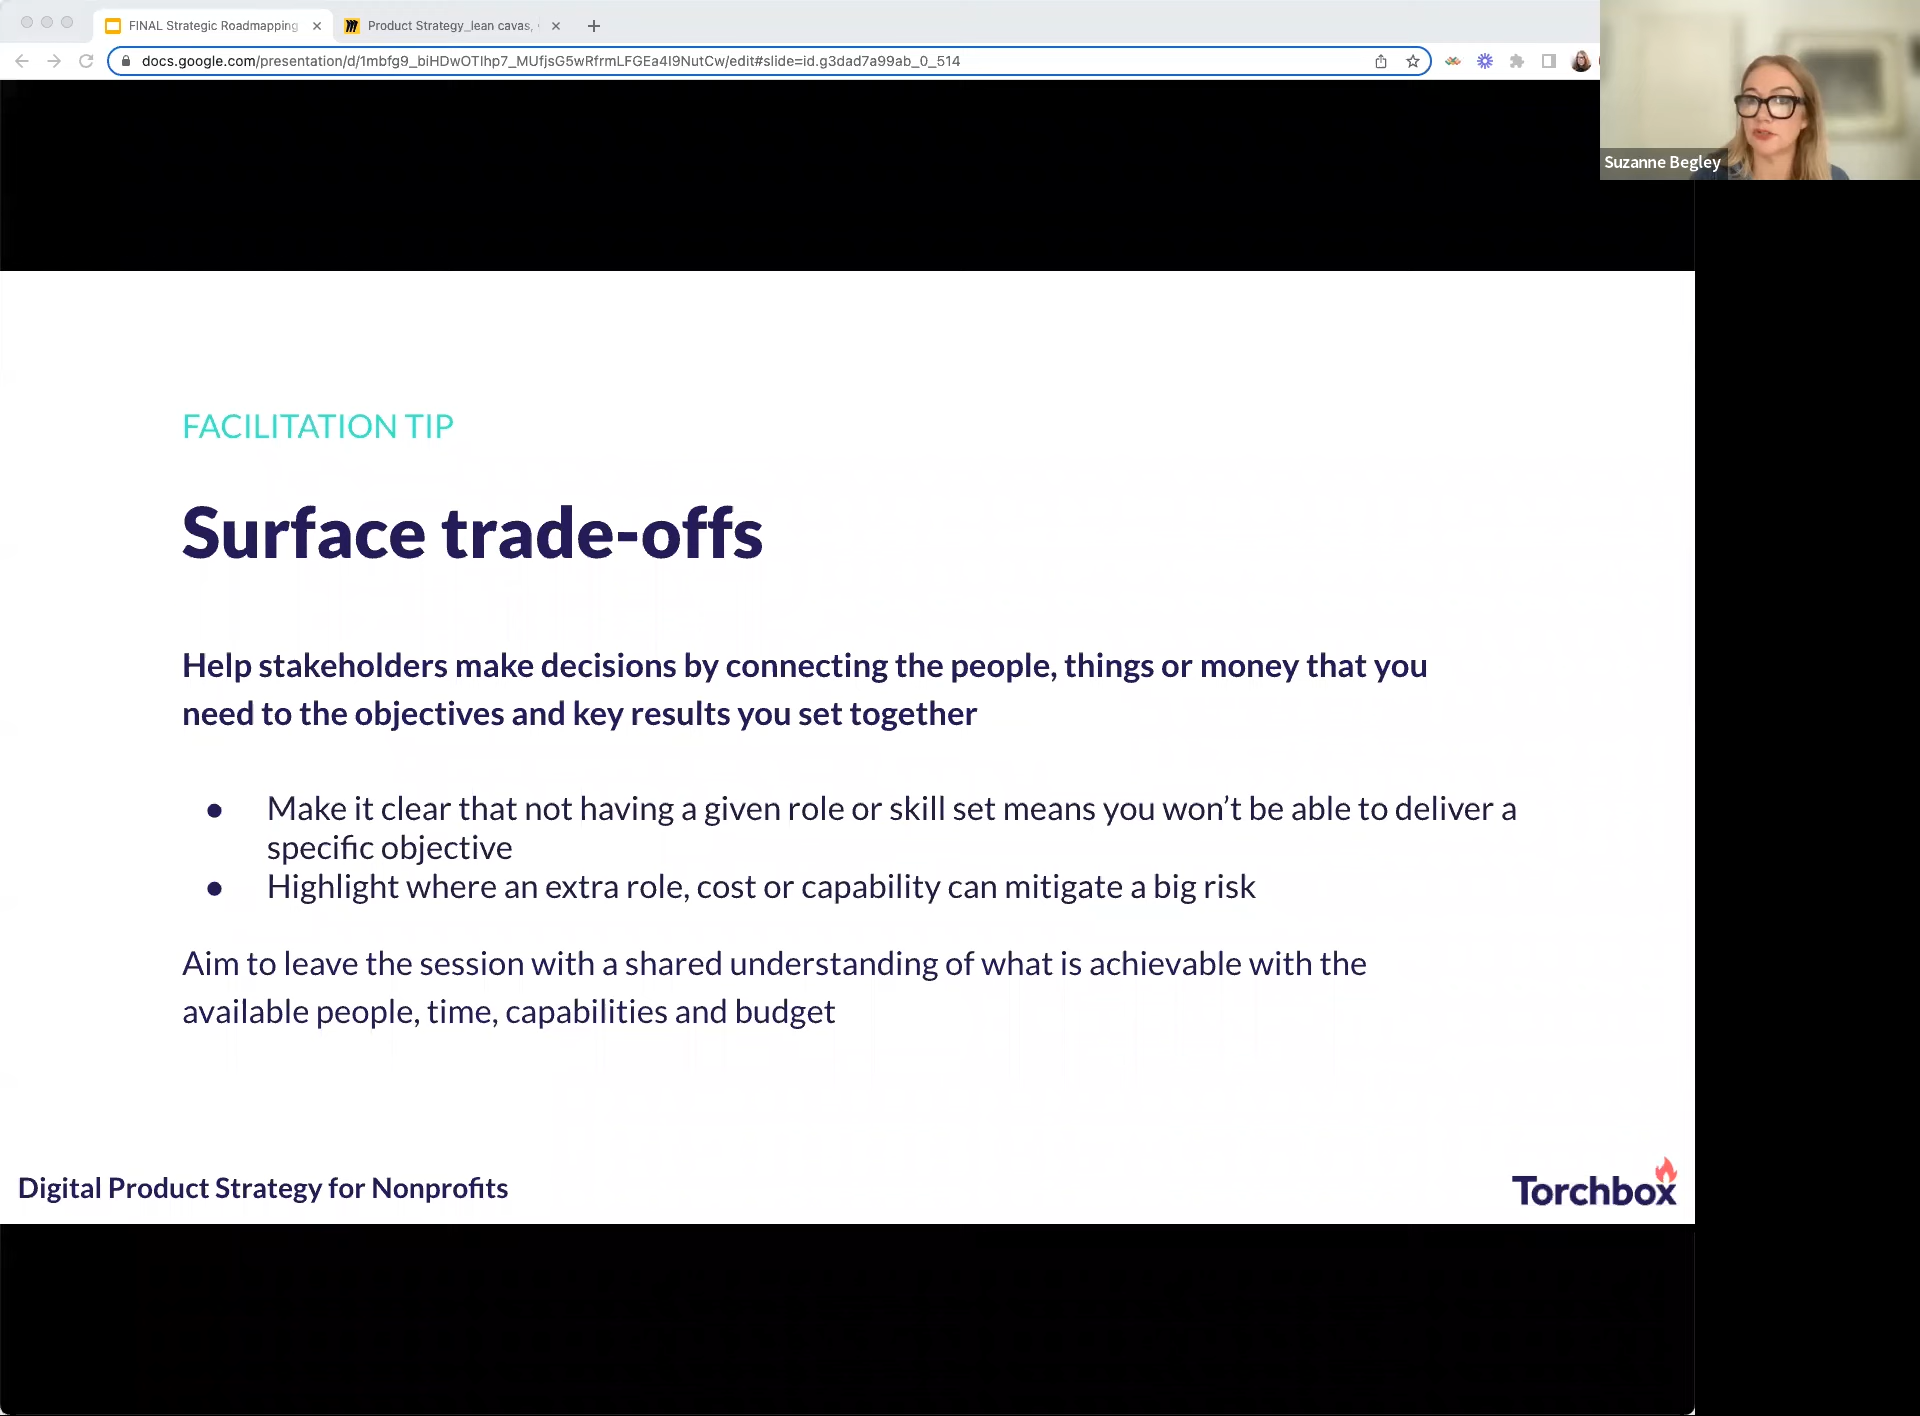 FINAL Strategic Roadmapping
Product Strategy_lean cavas,
docs.google.com/presentation/d/1mbfg9_biHDwOTIhp7_MUfjsG5wRfrmLFGEa4I9NutCw/edit#slide=id.g3dad7a99ab_0_514
Suzanne Begley
FACILITATION TIP
Surface trade-offs
Help stakeholders make decisions by connecting the people, things or money that you
need to the objectives and key results you set together
● Make it clear that not having a given role or skill set means you won’t be able to deliver a
specific objective
● Highlight where an extra role, cost or capability can mitigate a big risk
Aim to leave the session with a shared understanding of what is achievable with the
available people, time, capabilities and budget
Digital Product Strategy for Nonprofits
Torchbox